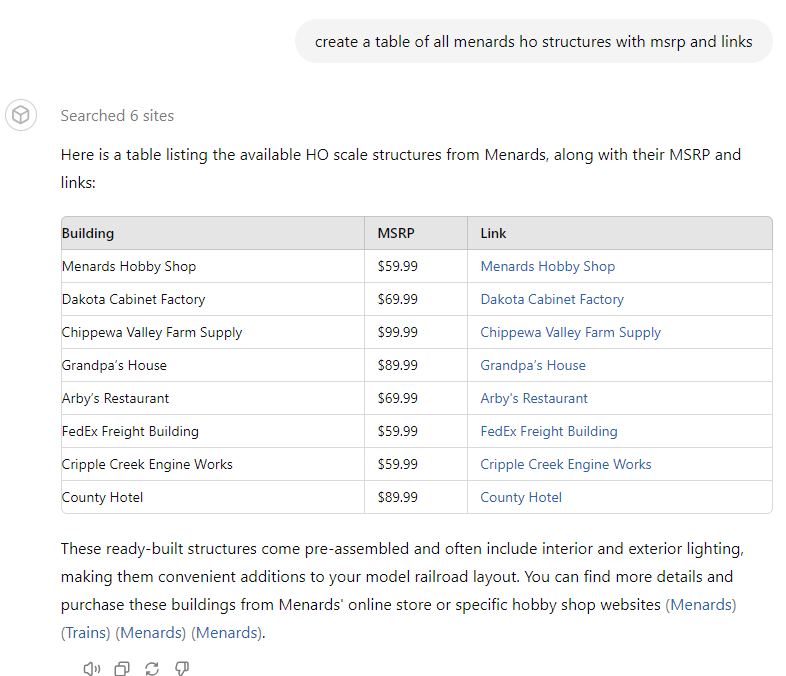 create a table of all menards ho structures with msrp and links
Searched 6 sites
Here is a table listing the available HO scale structures from Menards, along with their MSRP and
links:
Building MSRP Link
Menards Hobby Shop $59.99 Menards Hobby Shop
Dakota Cabinet Factory $69.99 Dakota Cabinet Factory
Chippewa Valley Farm Supply $99.99 Chippewa Valley Farm Supply
Grandpa’s House $89.99 Grandpa’s House
Arby’s Restaurant $69.99 Arby’s Restaurant
FedEx Freight Building $59.99 FedEx Freight Building
Cripple Creek Engine Works $59.99 Cripple Creek Engine Works
County Hotel $89.99 County Hotel
These ready-built structures come pre-assembled and often include interior and exterior lighting,
making them convenient additions to your model railroad layout. You can find more details and
purchase these buildings from Menards' online store or specific hobby shop websites (Menards)
(Trains) (Menards) (Menards).